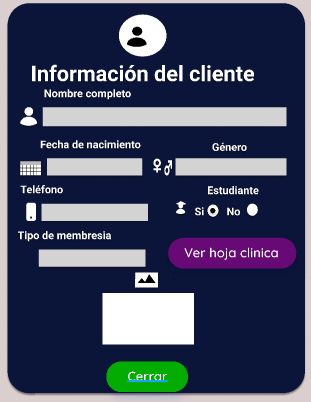 Información del cliente
Nombre completo
Fecha de nacimiento
Género
Teléfono
Estudiante
Si No
Tipo de membresia
Ver hoja clinica
Cerrar